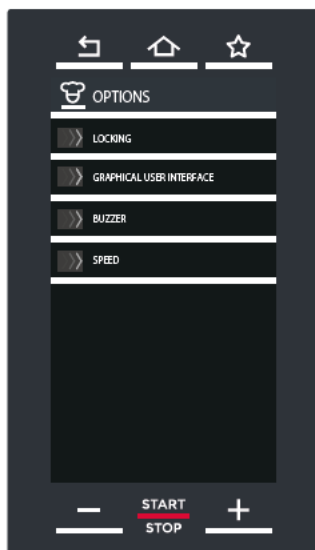 OPTIONS
LOCKING
GRAPHICAL USER INTERFACE
BUZZER
SPEED
START
STOP